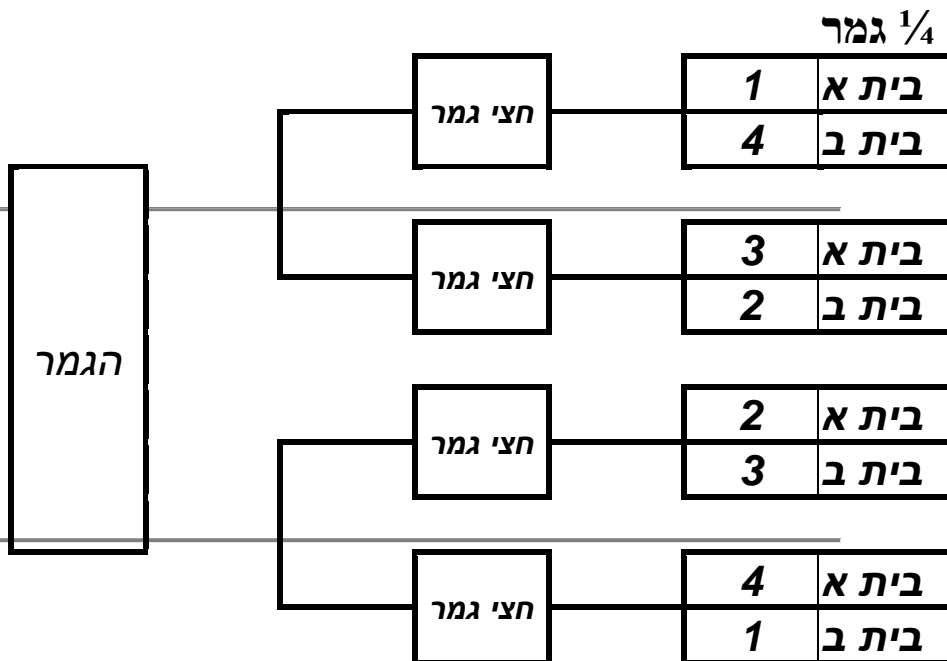 ¼ גמר
בית א 1
בית ב 4
חצי גמר
בית א 3
בית ב 2
חצי גמר
בית א 2
בית ב 3
חצי גמר
בית א 4
בית ב 1
חצי גמר
הגמר